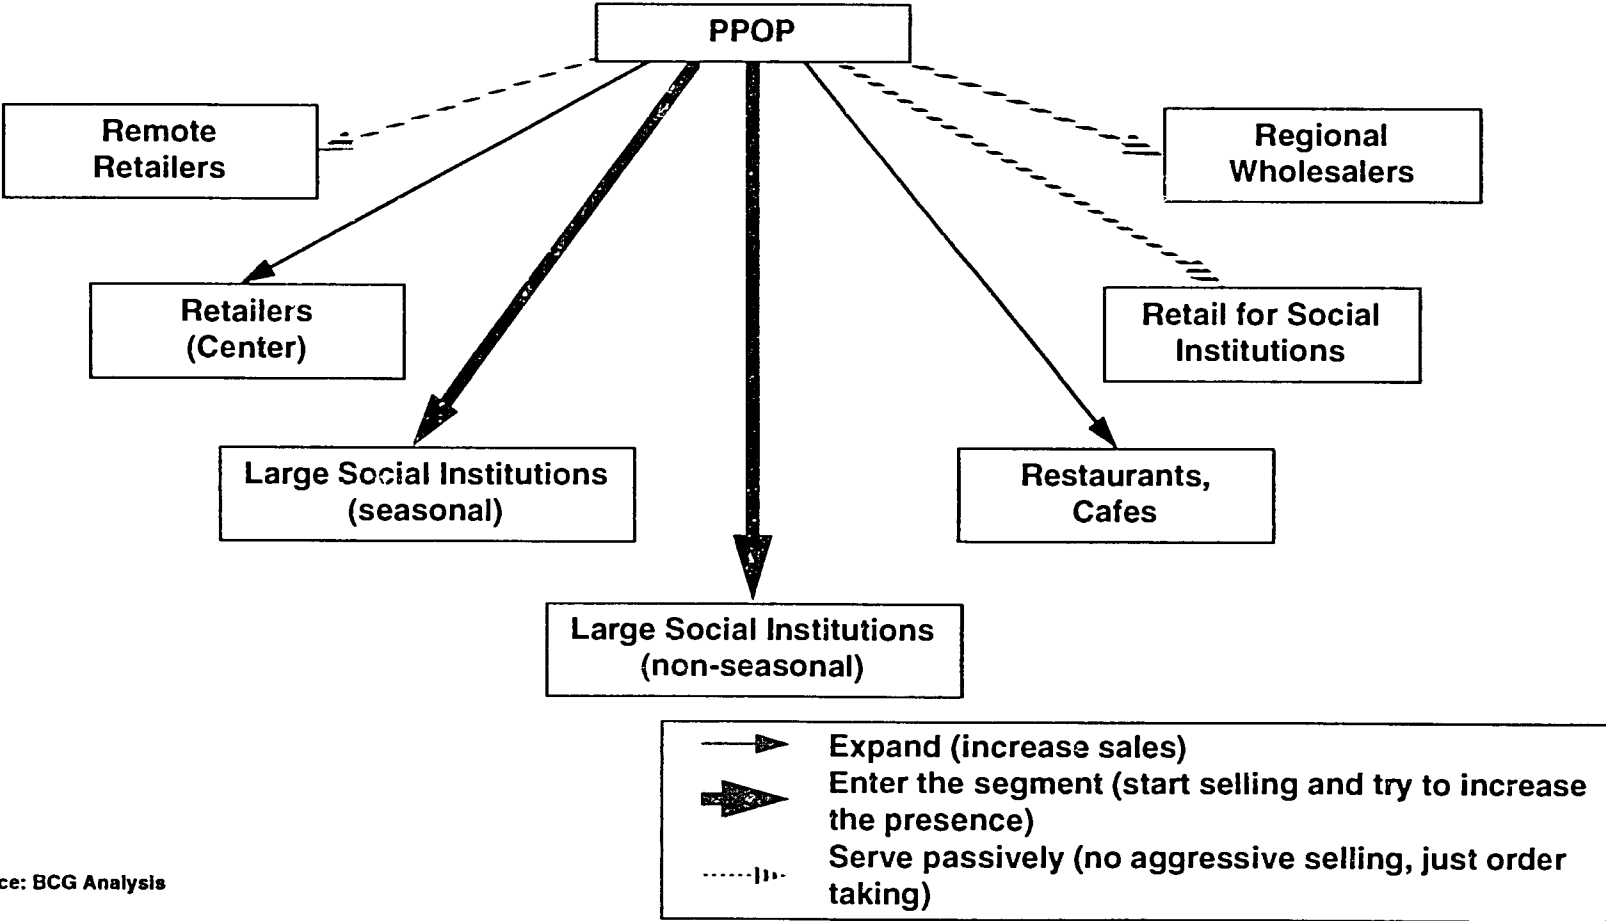 PPOP
Remote
Retailers
Regional
Wholesalers
Retailers
(Center)
Retail for Social
Institutions
Large Social Institutions
(seasonal)
Restaurants,
Cafes
Large Social Institutions
(non-seasonal)
Expand (increase sales)
Enter the segment (start selling and try to increase
the presence)
Serve passively (no aggressive selling, just order
taking)
ce: BCG Analysis